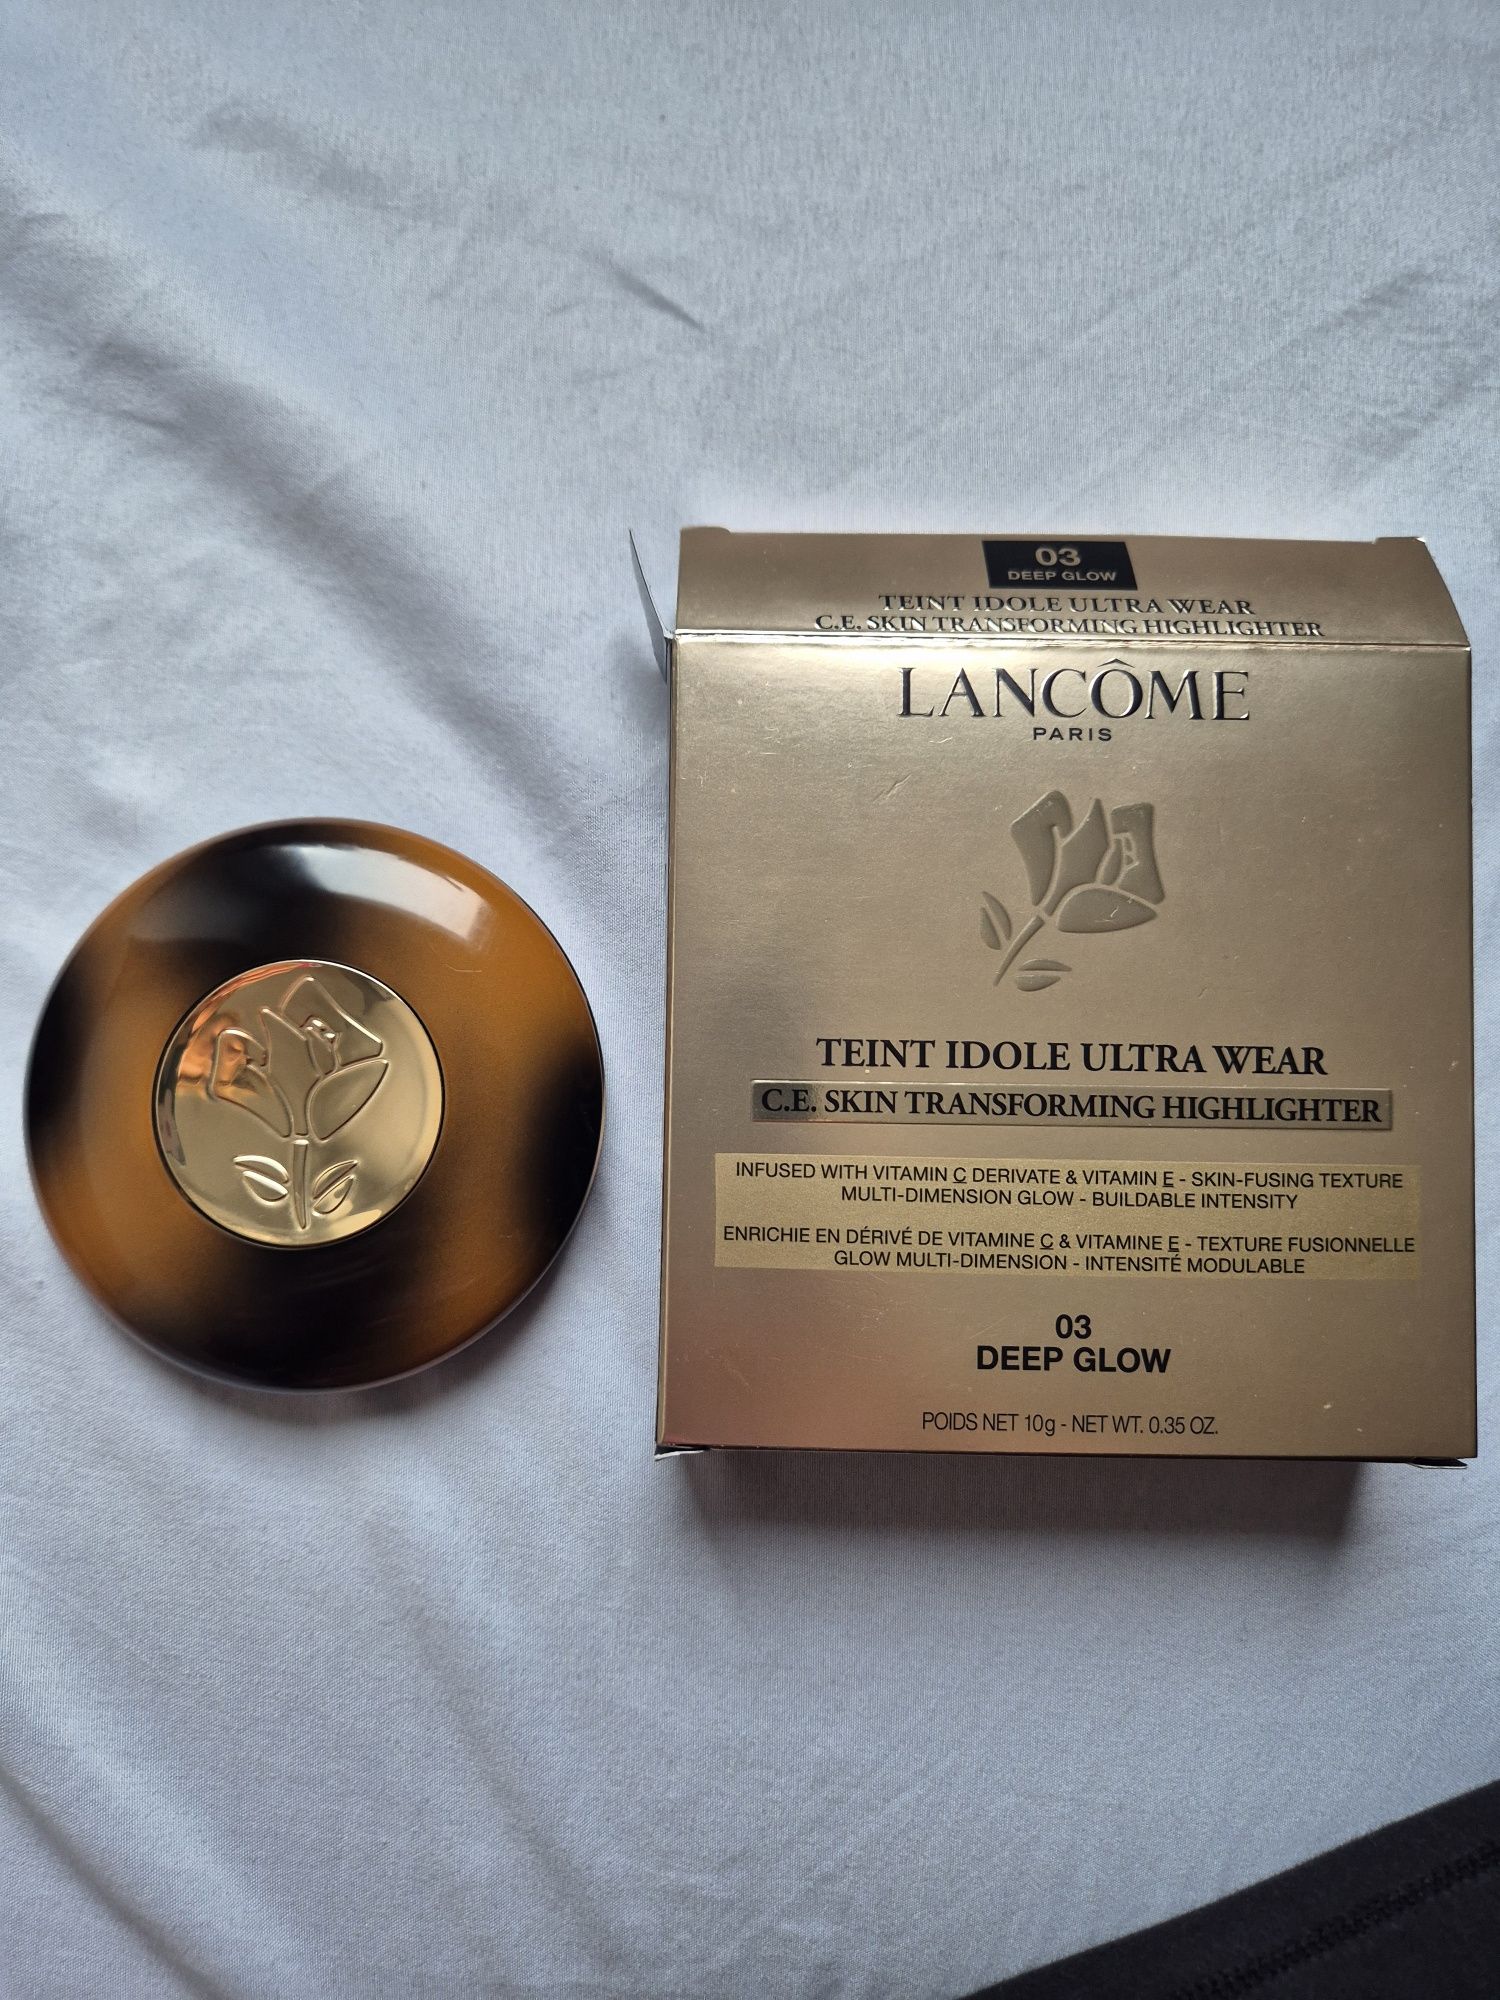 03
DEEP GLOW
TEINT IDOLE ULTRA WEAR
C.E. SKIN TRANSFORMING HIGHLIGHTER
LANCÔME
PARIS
TEINT IDOLE ULTRA WEAR
C.E. SKIN TRANSFORMING HIGHLIGHTER
INFUSED WITH VITAMIN C DERIVATE & VITAMIN E - SKIN-FUSING TEXTURE
MULTI-DIMENSION GLOW - BUILDABLE INTENSITY
ENRICHIE EN DÉRIVÉ DE VITAMINE C & VITAMINE E - TEXTURE FUSIONNELLE
GLOW MULTI-DIMENSION - INTENSITÉ MODULABLE
03
DEEP GLOW
POIDS NET 10g - NET WT. 0.35 OZ.